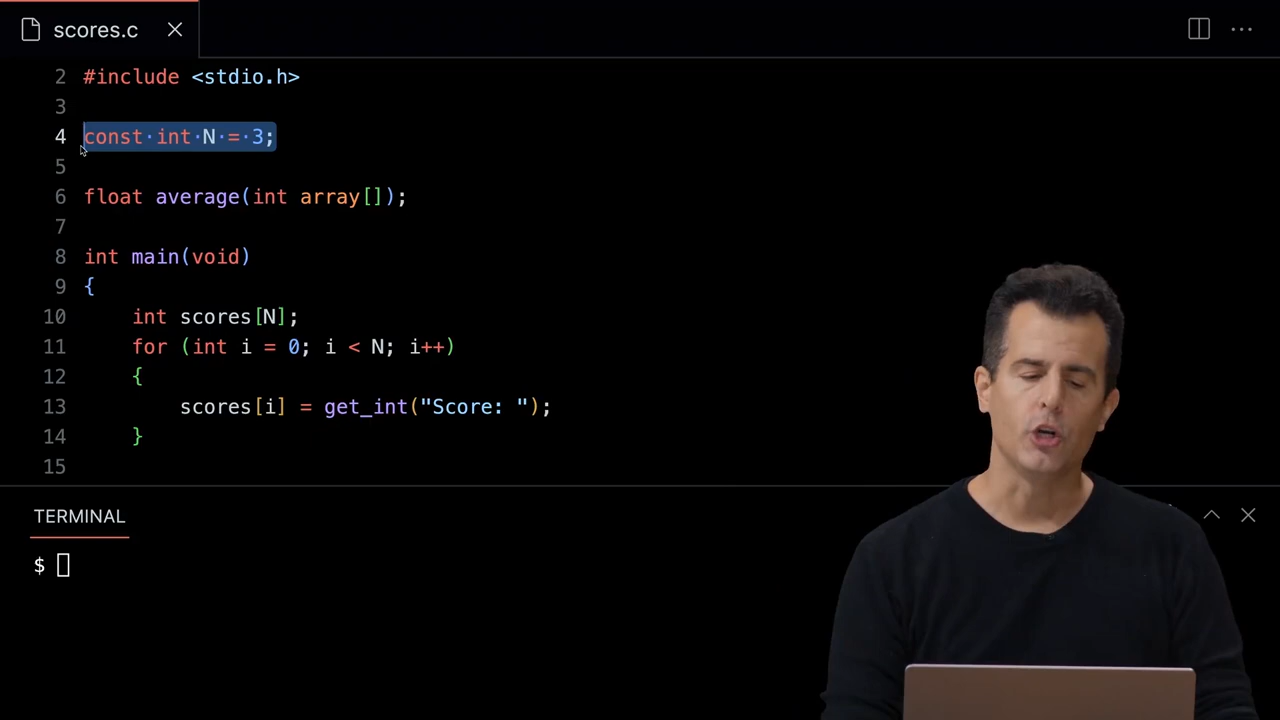 scores.c
2 #include <stdio.h>
3
4 const int N = 3;
5
6 float average(int array[]);
7
8 int main(void)
9 {
10     int scores[N];
11     for (int i = 0; i < N; i++)
12     {
13         scores[i] = get_int("Score: ");
14     }
15
TERMINAL
$